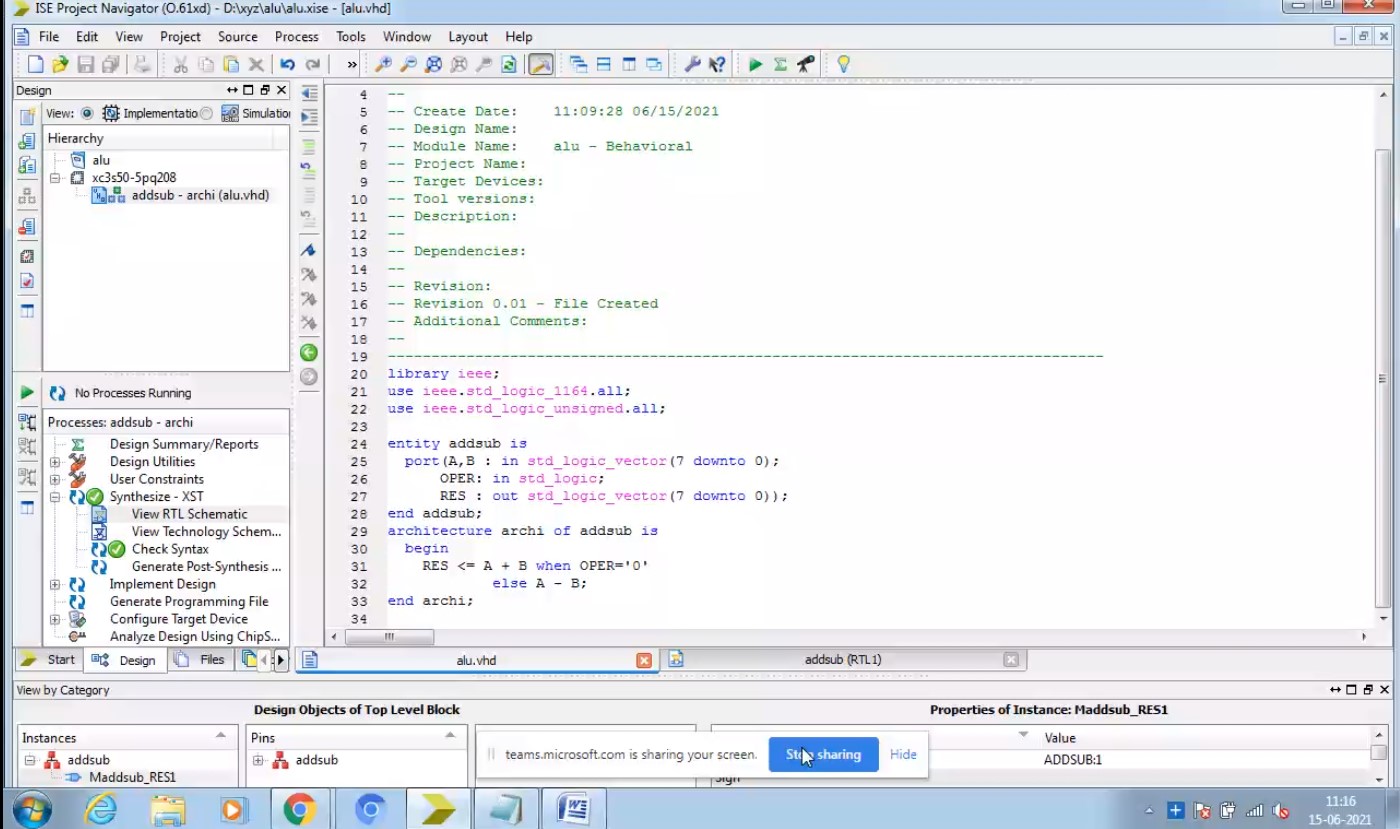 ISE Project Navigator (O.61xd) - D:\xyz\alu\alu.xise - [alu.vhd]
File Edit View Project Source Process Tools Window Layout Help
Design
View: Implementatio Simulatio
Hierarchy
alu
xc3s50-5pq208
addsub - archi (alu.vhd)
No Processes Running
Processes: addsub - archi
Design Summary/Reports
Design Utilities
User Constraints
Synthesize - XST
View RTL Schematic
View Technology Schem...
Check Syntax
Generate Post-Synthesis ...
Implement Design
Generate Programming File
Configure Target Device
Analyze Design Using ChipS...
Start Design Files
4 --
5 -- Create Date: 11:09:28 06/15/2021
6 -- Design Name:
7 -- Module Name: alu - Behavioral
8 -- Project Name:
9 -- Target Devices:
10 -- Tool versions:
11 -- Description:
12 --
13 -- Dependencies:
14 --
15 -- Revision:
16 -- Revision 0.01 - File Created
17 -- Additional Comments:
18 --
19 ----------------------------------------------------------------------------------
20 library ieee;
21 use ieee.std_logic_1164.all;
22 use ieee.std_logic_unsigned.all;
23
24 entity addsub is
25 port(A,B : in std_logic_vector(7 downto 0);
26 OPER: in std_logic;
27 RES : out std_logic_vector(7 downto 0));
28 end addsub;
29 architecture archi of addsub is
30 begin
31 RES <= A + B when OPER='0'
32 else A - B;
33 end archi;
34
alu.vhd addsub (RTL1)
View by Category
Design Objects of Top Level Block Properties of Instance: Maddsub_RES1
Instances Pins Value
addsub addsub ADDSUB:1
Maddsub_RES1
teams.microsoft.com is sharing your screen. Stop sharing Hide
11:16
15-06-2021